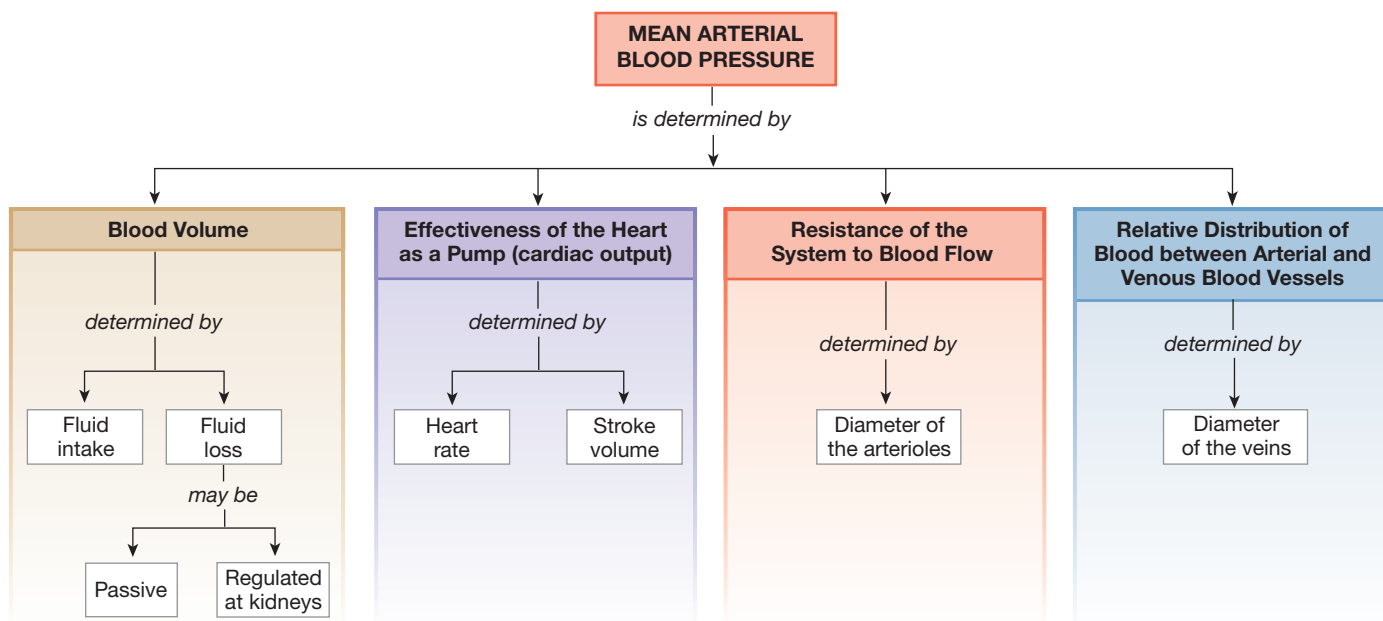 MEAN ARTERIAL
BLOOD PRESSURE
is determined by
Blood Volume
determined by
Fluid
intake
Fluid
loss
may be
Passive
Regulated
at kidneys
Effectiveness of the Heart
as a Pump (cardiac output)
determined by
Heart
rate
Stroke
volume
Resistance of the
System to Blood Flow
determined by
Diameter of
the arterioles
Relative Distribution of
Blood between Arterial and
Venous Blood Vessels
determined by
Diameter
of the veins